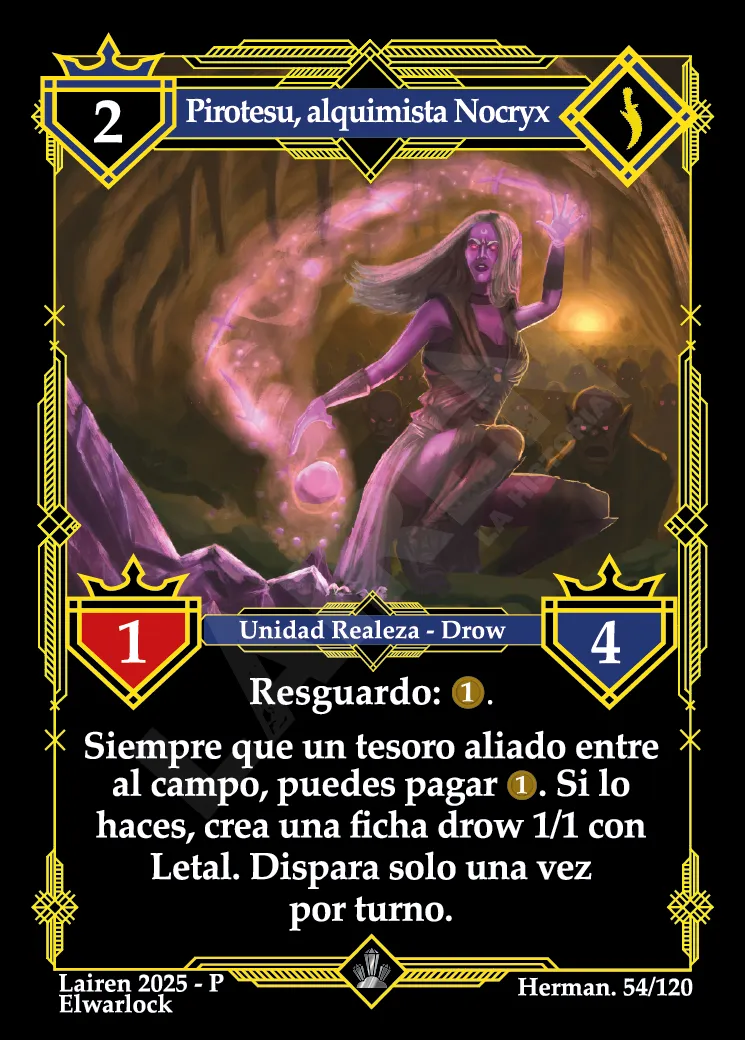 2
Pirotesu, alquimista Nocryx
1
Unidad Realeza - Drow
4
Resguardo: 1.
Siempre que un tesoro aliado entre
al campo, puedes pagar 1. Si lo
haces, crea una ficha drow 1/1 con
Letal. Dispara solo una vez
por turno.
Lairen 2025 - P
Elwarlock
Herman. 54/120